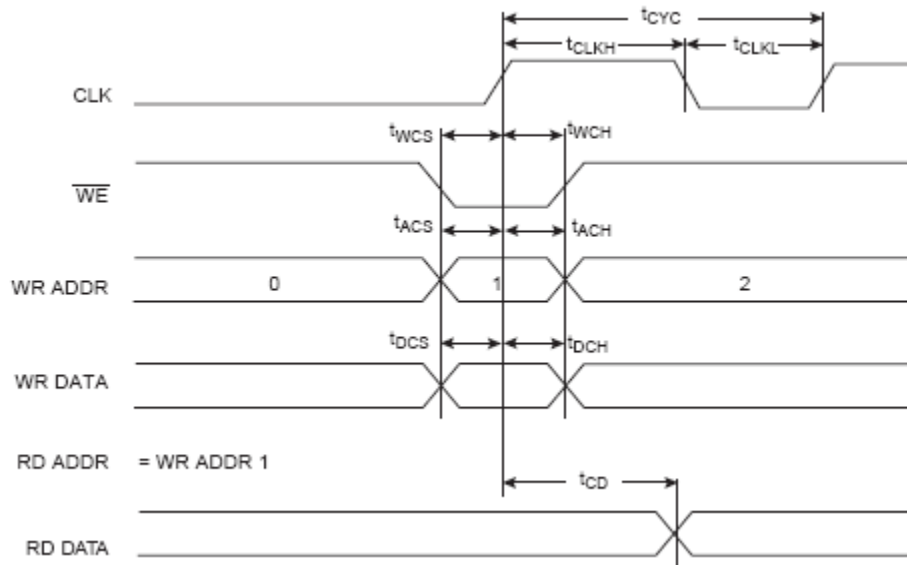 tCYC
tCLKH tCLKL
CLK
tWCS tWCH
WE
tACS tACH
WR ADDR 0 1 2
tDCS tDCH
WR DATA
RD ADDR = WR ADDR 1
tCD
RD DATA